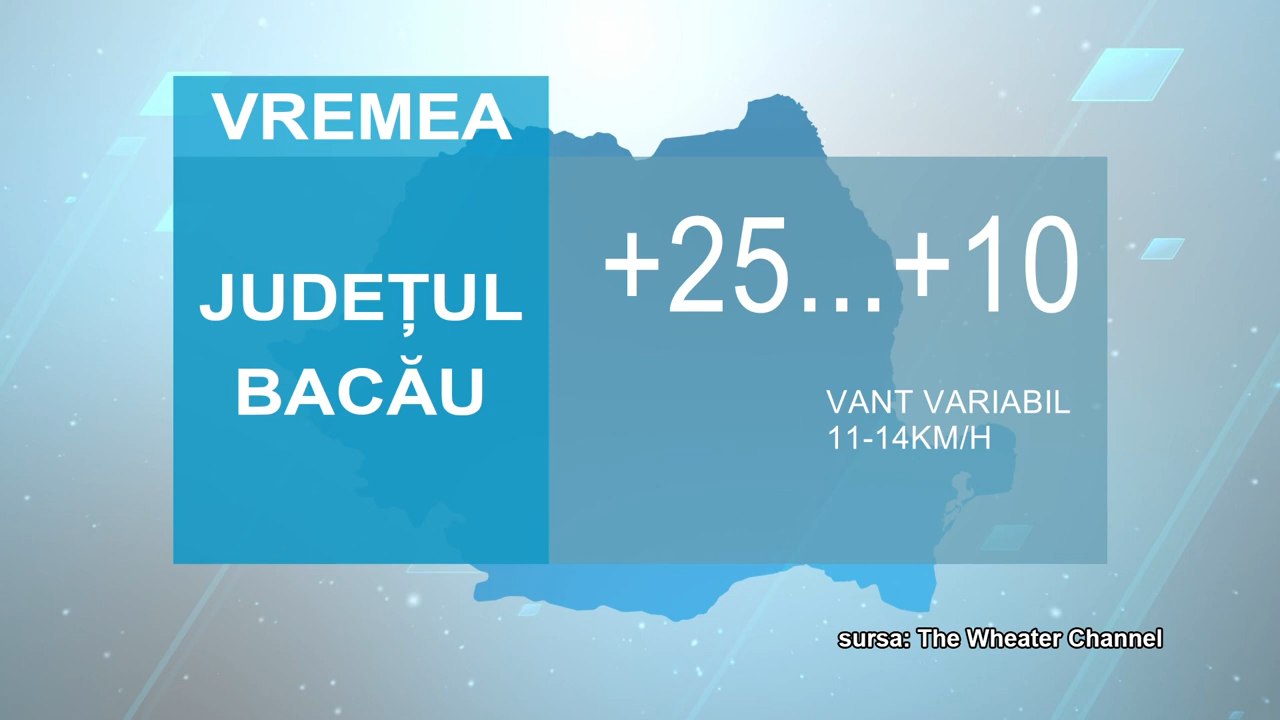 VREMEA
JUDEȚUL
BACĂU
+25...+10
VANT VARIABIL
11-14KM/H
sursa: The Wheater Channel